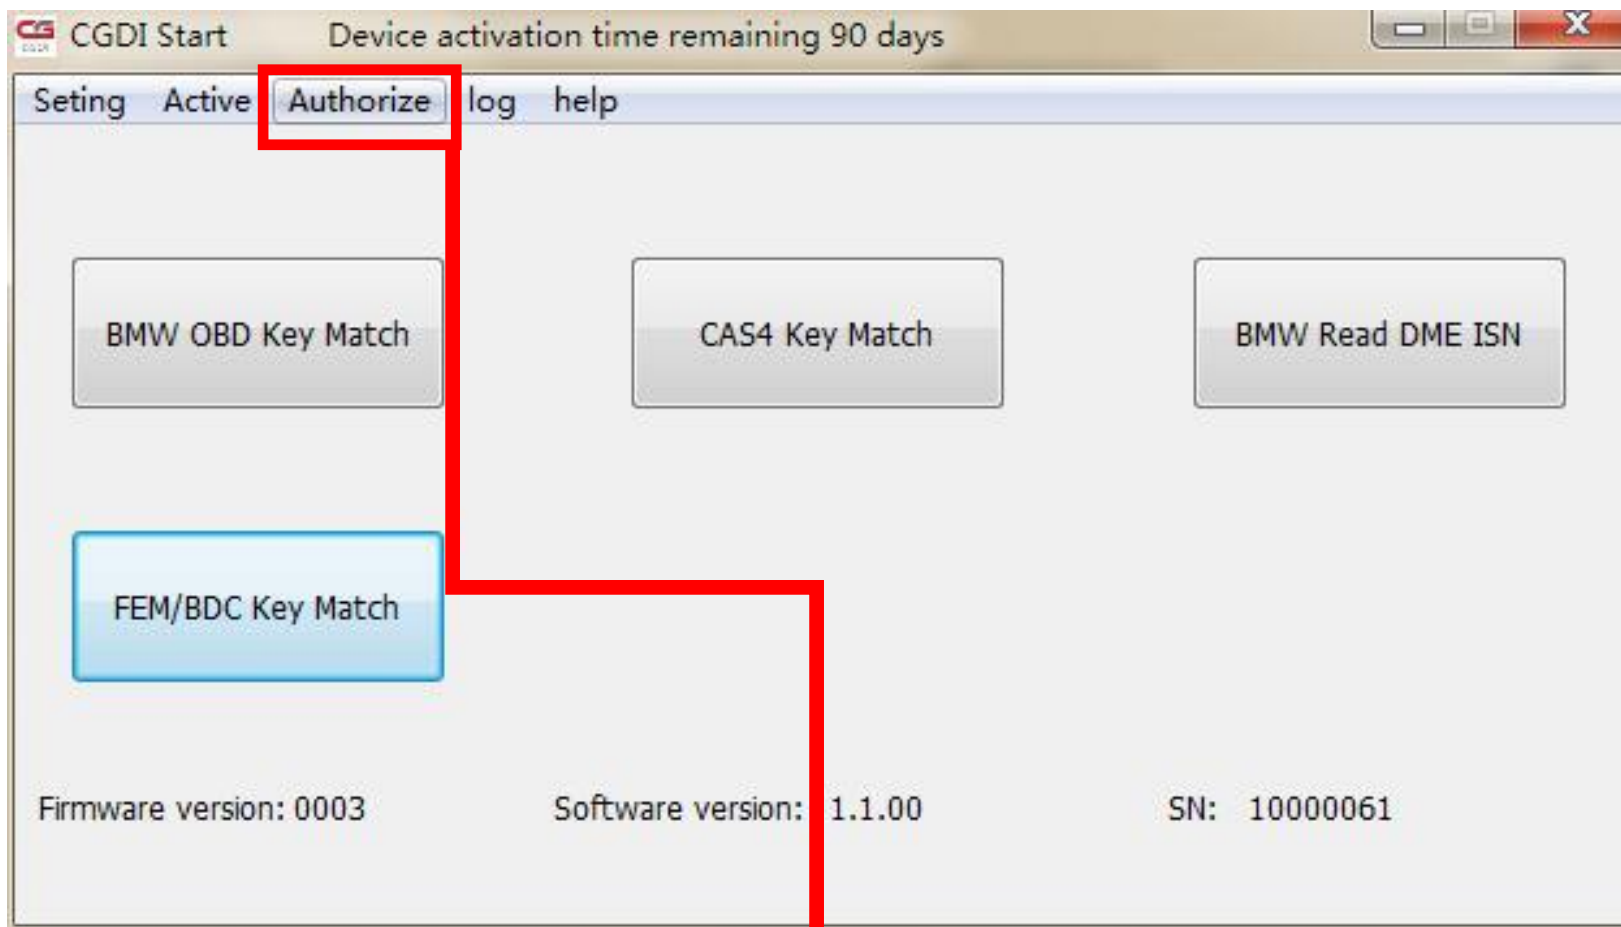 CG CGDI Start Device activation time remaining 90 days
Seting Active Authorize log help
BMW OBD Key Match CAS4 Key Match BMW Read DME ISN
FEM/BDC Key Match
Firmware version: 0003 Software version: 1.1.00 SN: 10000061